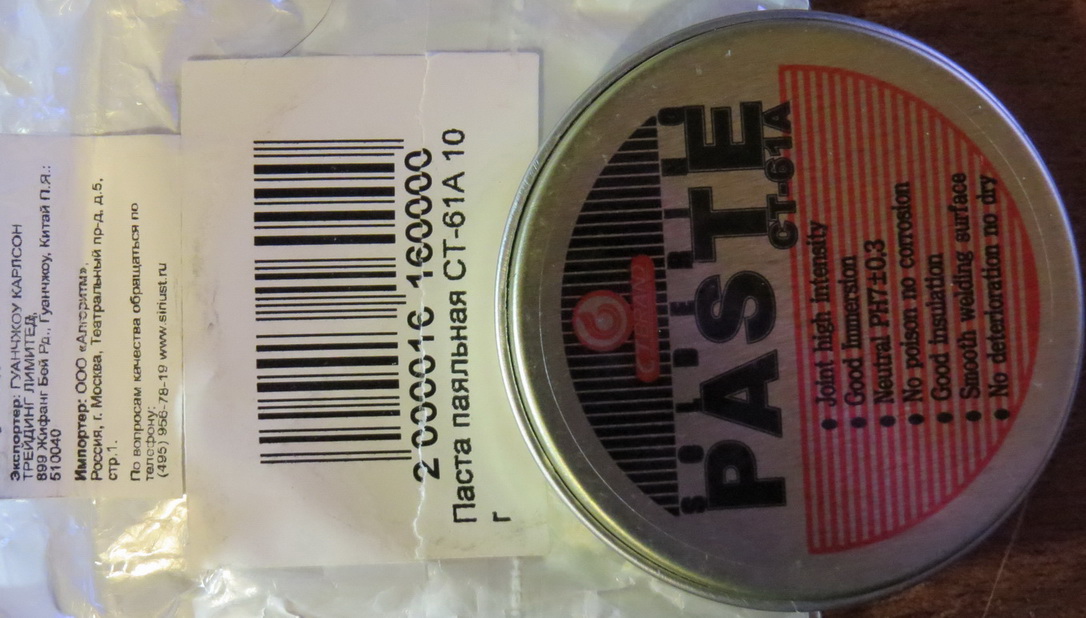 Экспортер: ГУАНЧЖОУ КАРЛСОН
ТРЕЙДИНГ ЛИМИТЕД,
899 Жифанг Бой Рд., Гуанчжоу, Китай П.Я.:
510040
Импортер: ООО «Алгоритм»,
Россия, г. Москва, Театральный пр-д, д.5,
стр.1.
По вопросам качества обращаться по
телефону:
(495) 956-78-19 www.siriust.ru
2 000016 160000
Паста паяльная CT-61A 10
г
SOLDERING
PASTE
CT-61A
• Joint high intensity
• Good Immersion
• Neutral PH7±0.3
• No poison no corrosion
• Good insulation
• Smooth welding surface
• No deterioration no dry